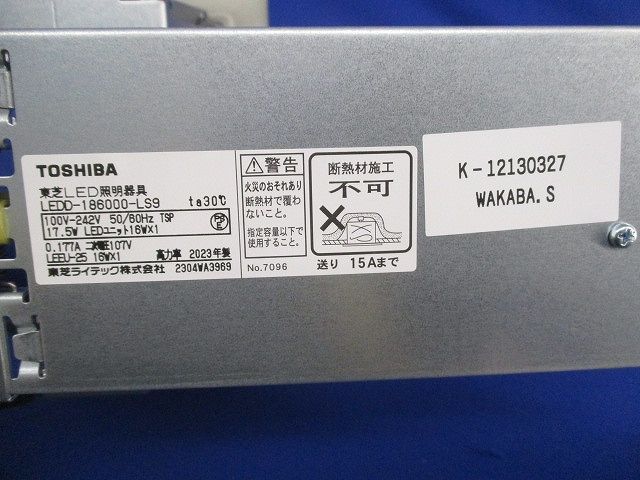 TOSHIBA
東芝LED照明器具
LEDD-186000-LS9 ta30℃
100V-242V 50/60Hz TSP
17.5W LEDユニット16WX1
0.177A 二次電圧107V
LEEU-25 16WX1 高力率 2023年製
東芝ライテック株式会社 2304WA3969
警告
火災のおそれあり
断熱材で覆わ
ないこと。
指定容量以下で
使用すること。
No.7096
断熱材施工
不可
送り 15Aまで
K-12130327
WAKABA.S